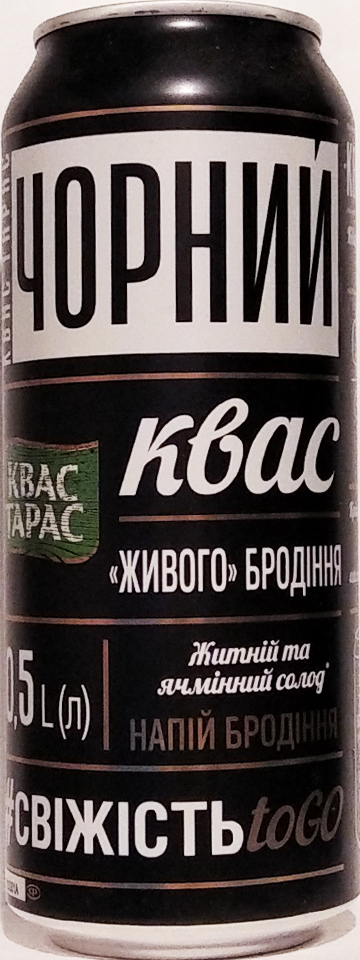 ЧОРНИЙ
квас
КВАС
ТАРАС
«ЖИВОГО» БРОДІННЯ
0,5 L (Л)
Житній та
ячмінний солод*
НАПІЙ БРОДІННЯ
#СВІЖІСТЬtoGO